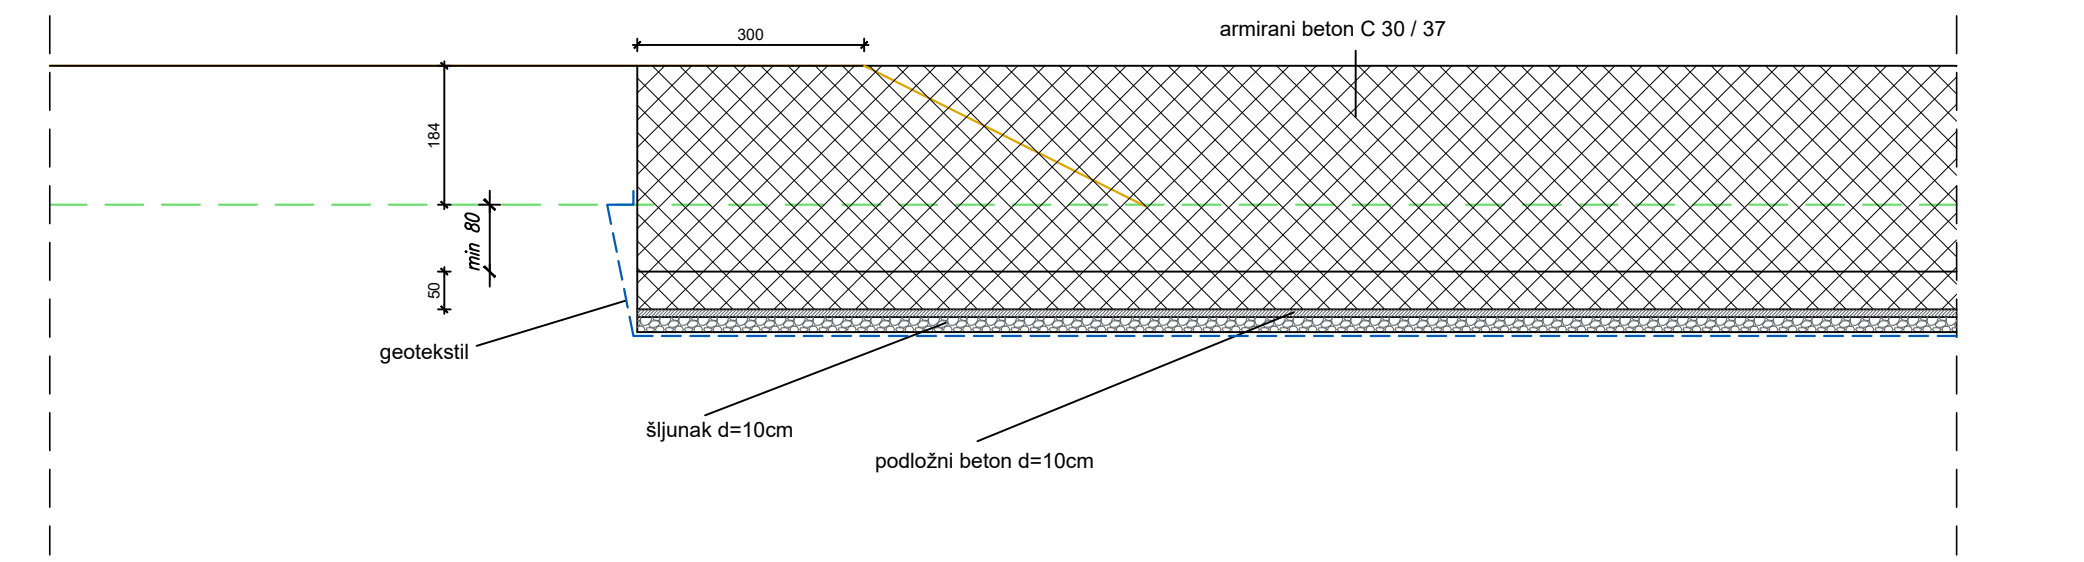 armirani beton C 30 / 37
300
184
min 80
50
geotekstil
šljunak d=10cm
podložni beton d=10cm